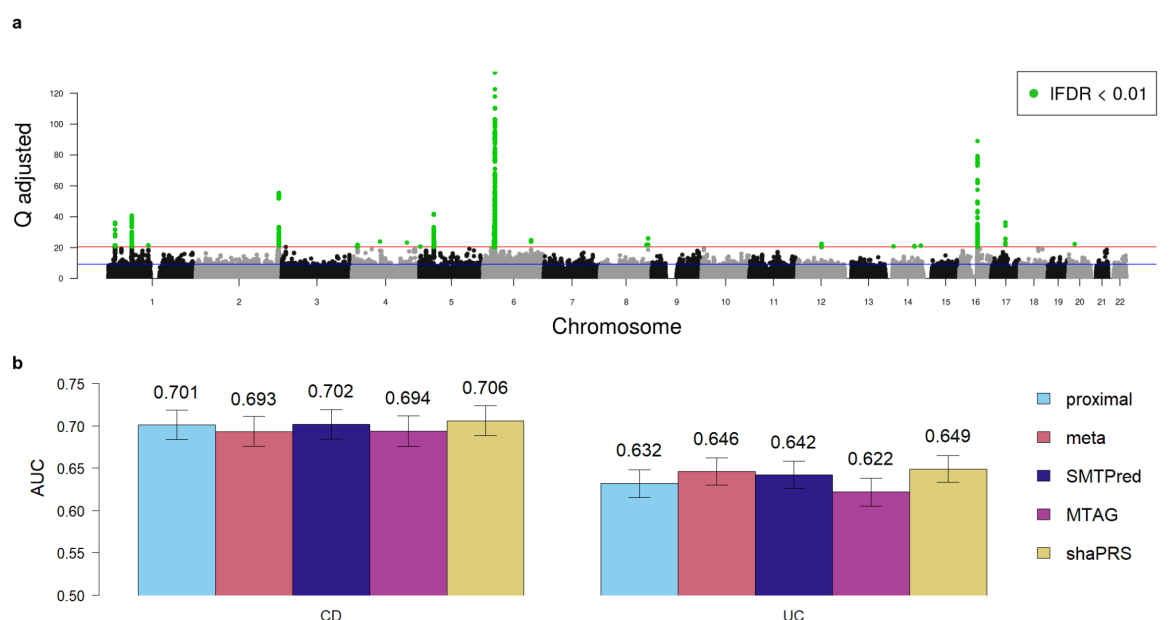 a
lFDR < 0.01
Q adjusted
120
100
80
60
40
20
0
1 2 3 4 5 6 7 8 9 10 11 12 13 14 15 16 17 18 19 20 21 22
Chromosome
b
AUC
0.75
0.70
0.65
0.60
0.55
0.50
0.701 0.693 0.702 0.694 0.706
0.632 0.646 0.642 0.622 0.649
CD UC
proximal
meta
SMTPred
MTAG
shaPRS